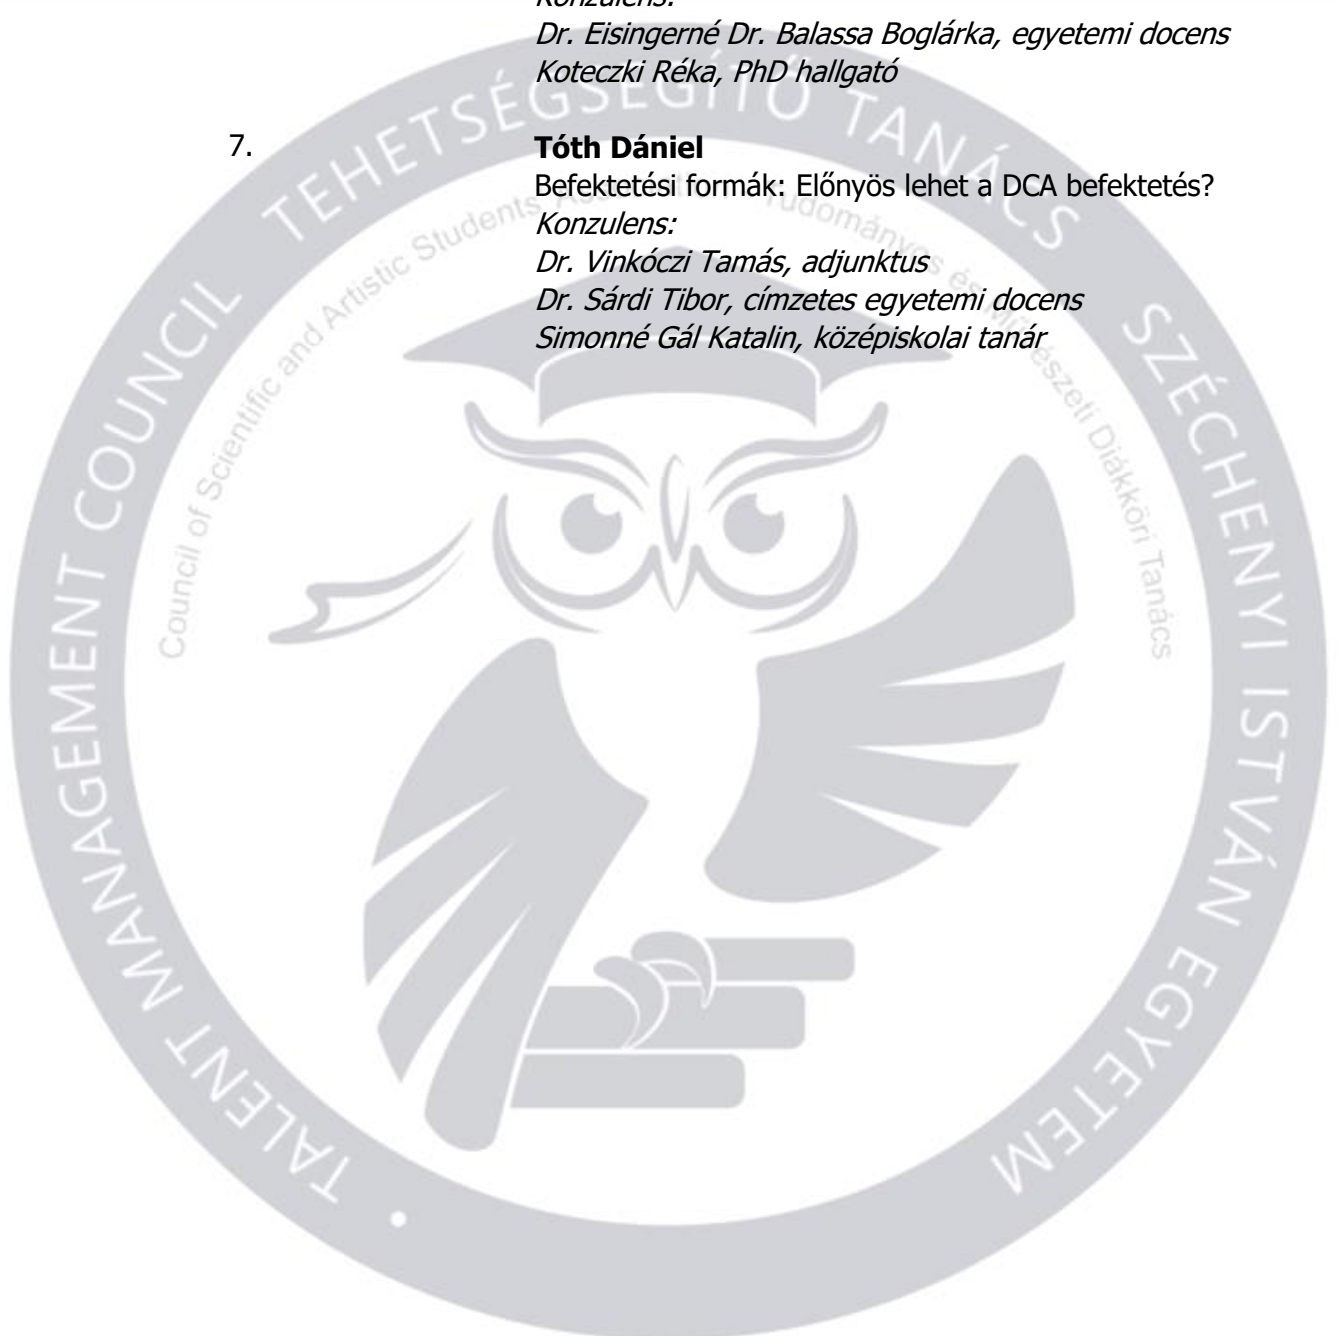 Konzulens:
Dr. Eisingerné Dr. Balassa Boglárka, egyetemi docens
Koteczki Réka, PhD hallgató
7.
Tóth Dániel
Befektetési formák: Előnyös lehet a DCA befektetés?
Konzulens:
Dr. Vinkóczi Tamás, adjunktus
Dr. Sárdi Tibor, címzetes egyetemi docens
Simonné Gál Katalin, középiskolai tanár
TEHETSÉGSEGÍTŐ TANÁCS
SZÉCHENYI ISTVÁN EGYETEM
TALENT MANAGEMENT COUNCIL
Council of Scientific and Artistic Students
Tudományos és Művészeti Diákköri Tanács